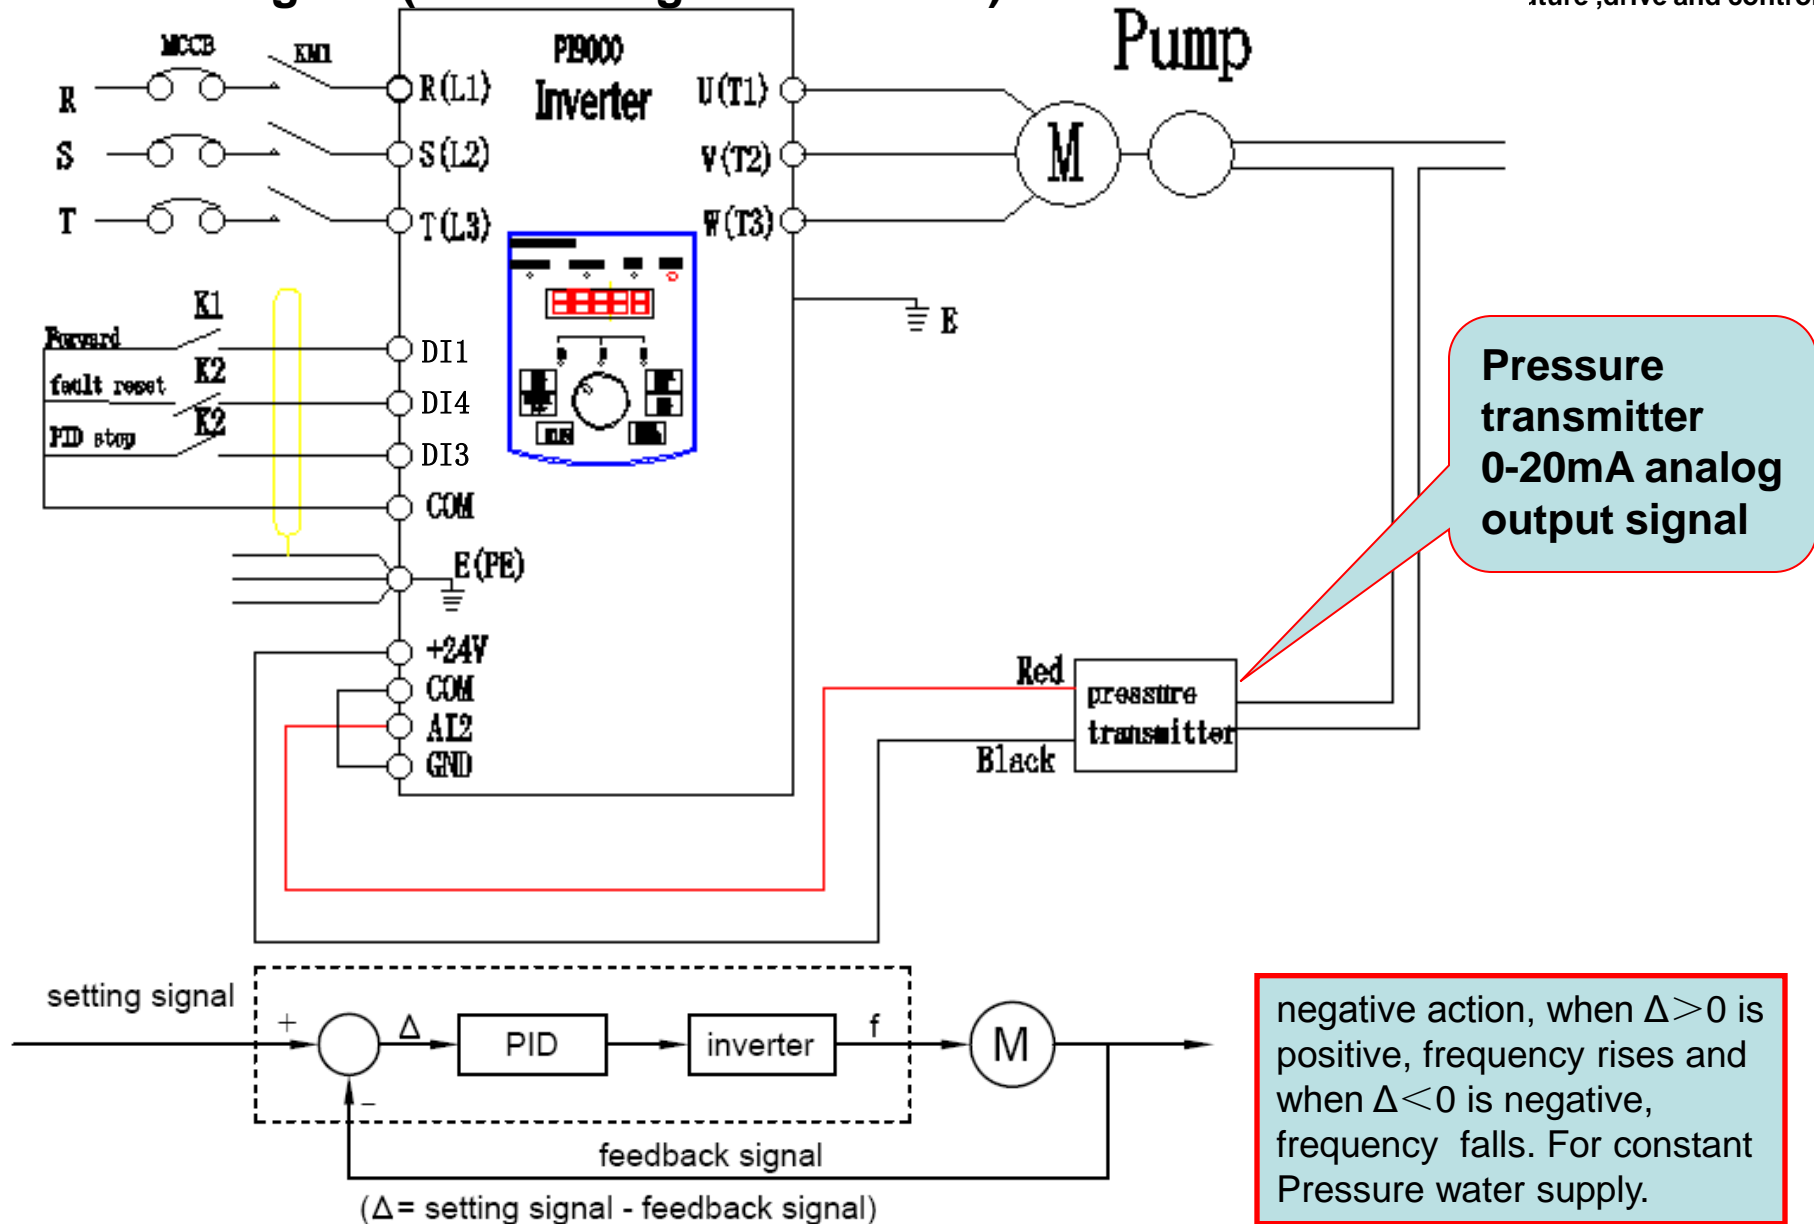 ,drive and control
MCCB
KM1
R
S
T
R(L1)
S(L2)
T(L3)
PI9000
Inverter
U(T1)
V(T2)
W(T3)
Pump
M
E
K1
Forward
DI1
fault reset
K2
DI4
PID stop
K2
DI3
COM
E(PE)
+24V
COM
AI2
GND
Red
Black
pressure
transmitter
Pressure
transmitter
0-20mA analog
output signal
setting signal
+
Δ
PID
inverter
f
M
−
feedback signal
(Δ= setting signal - feedback signal)
negative action, when Δ＞0 is
positive, frequency rises and
when Δ＜0 is negative,
frequency falls. For constant
Pressure water supply.